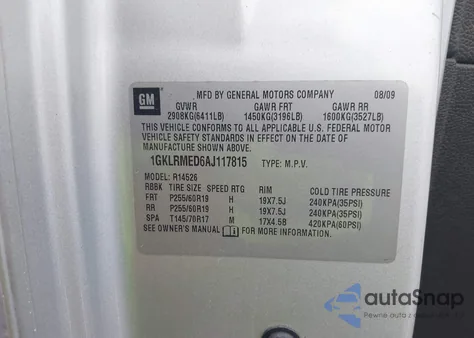 GM
MFD BY GENERAL MOTORS COMPANY 08/09
GVWR GAWR FRT GAWR RR
2908KG(6411LB) 1450KG(3196LB) 1600KG(3527LB)
THIS VEHICLE CONFORMS TO ALL APPLICABLE U.S. FEDERAL MOTOR
VEHICLE SAFETY STANDARDS IN EFFECT ON THE DATE
OF MANUFACTURE SHOWN ABOVE.
1GKLRMED6AJ117815 TYPE: M.P.V.
MODEL: R14526
RBBK TIRE SIZE SPEED RTG RIM COLD TIRE PRESSURE
FRT P255/60R19 H 19X7.5J 240KPA(35PSI)
RR P255/60R19 H 19X7.5J 240KPA(35PSI)
SPA T145/70R17 M 17X4.5B 420KPA(60PSI)
SEE OWNER'S MANUAL FOR MORE INFORMATION.
autoSnap
Pewne auta z